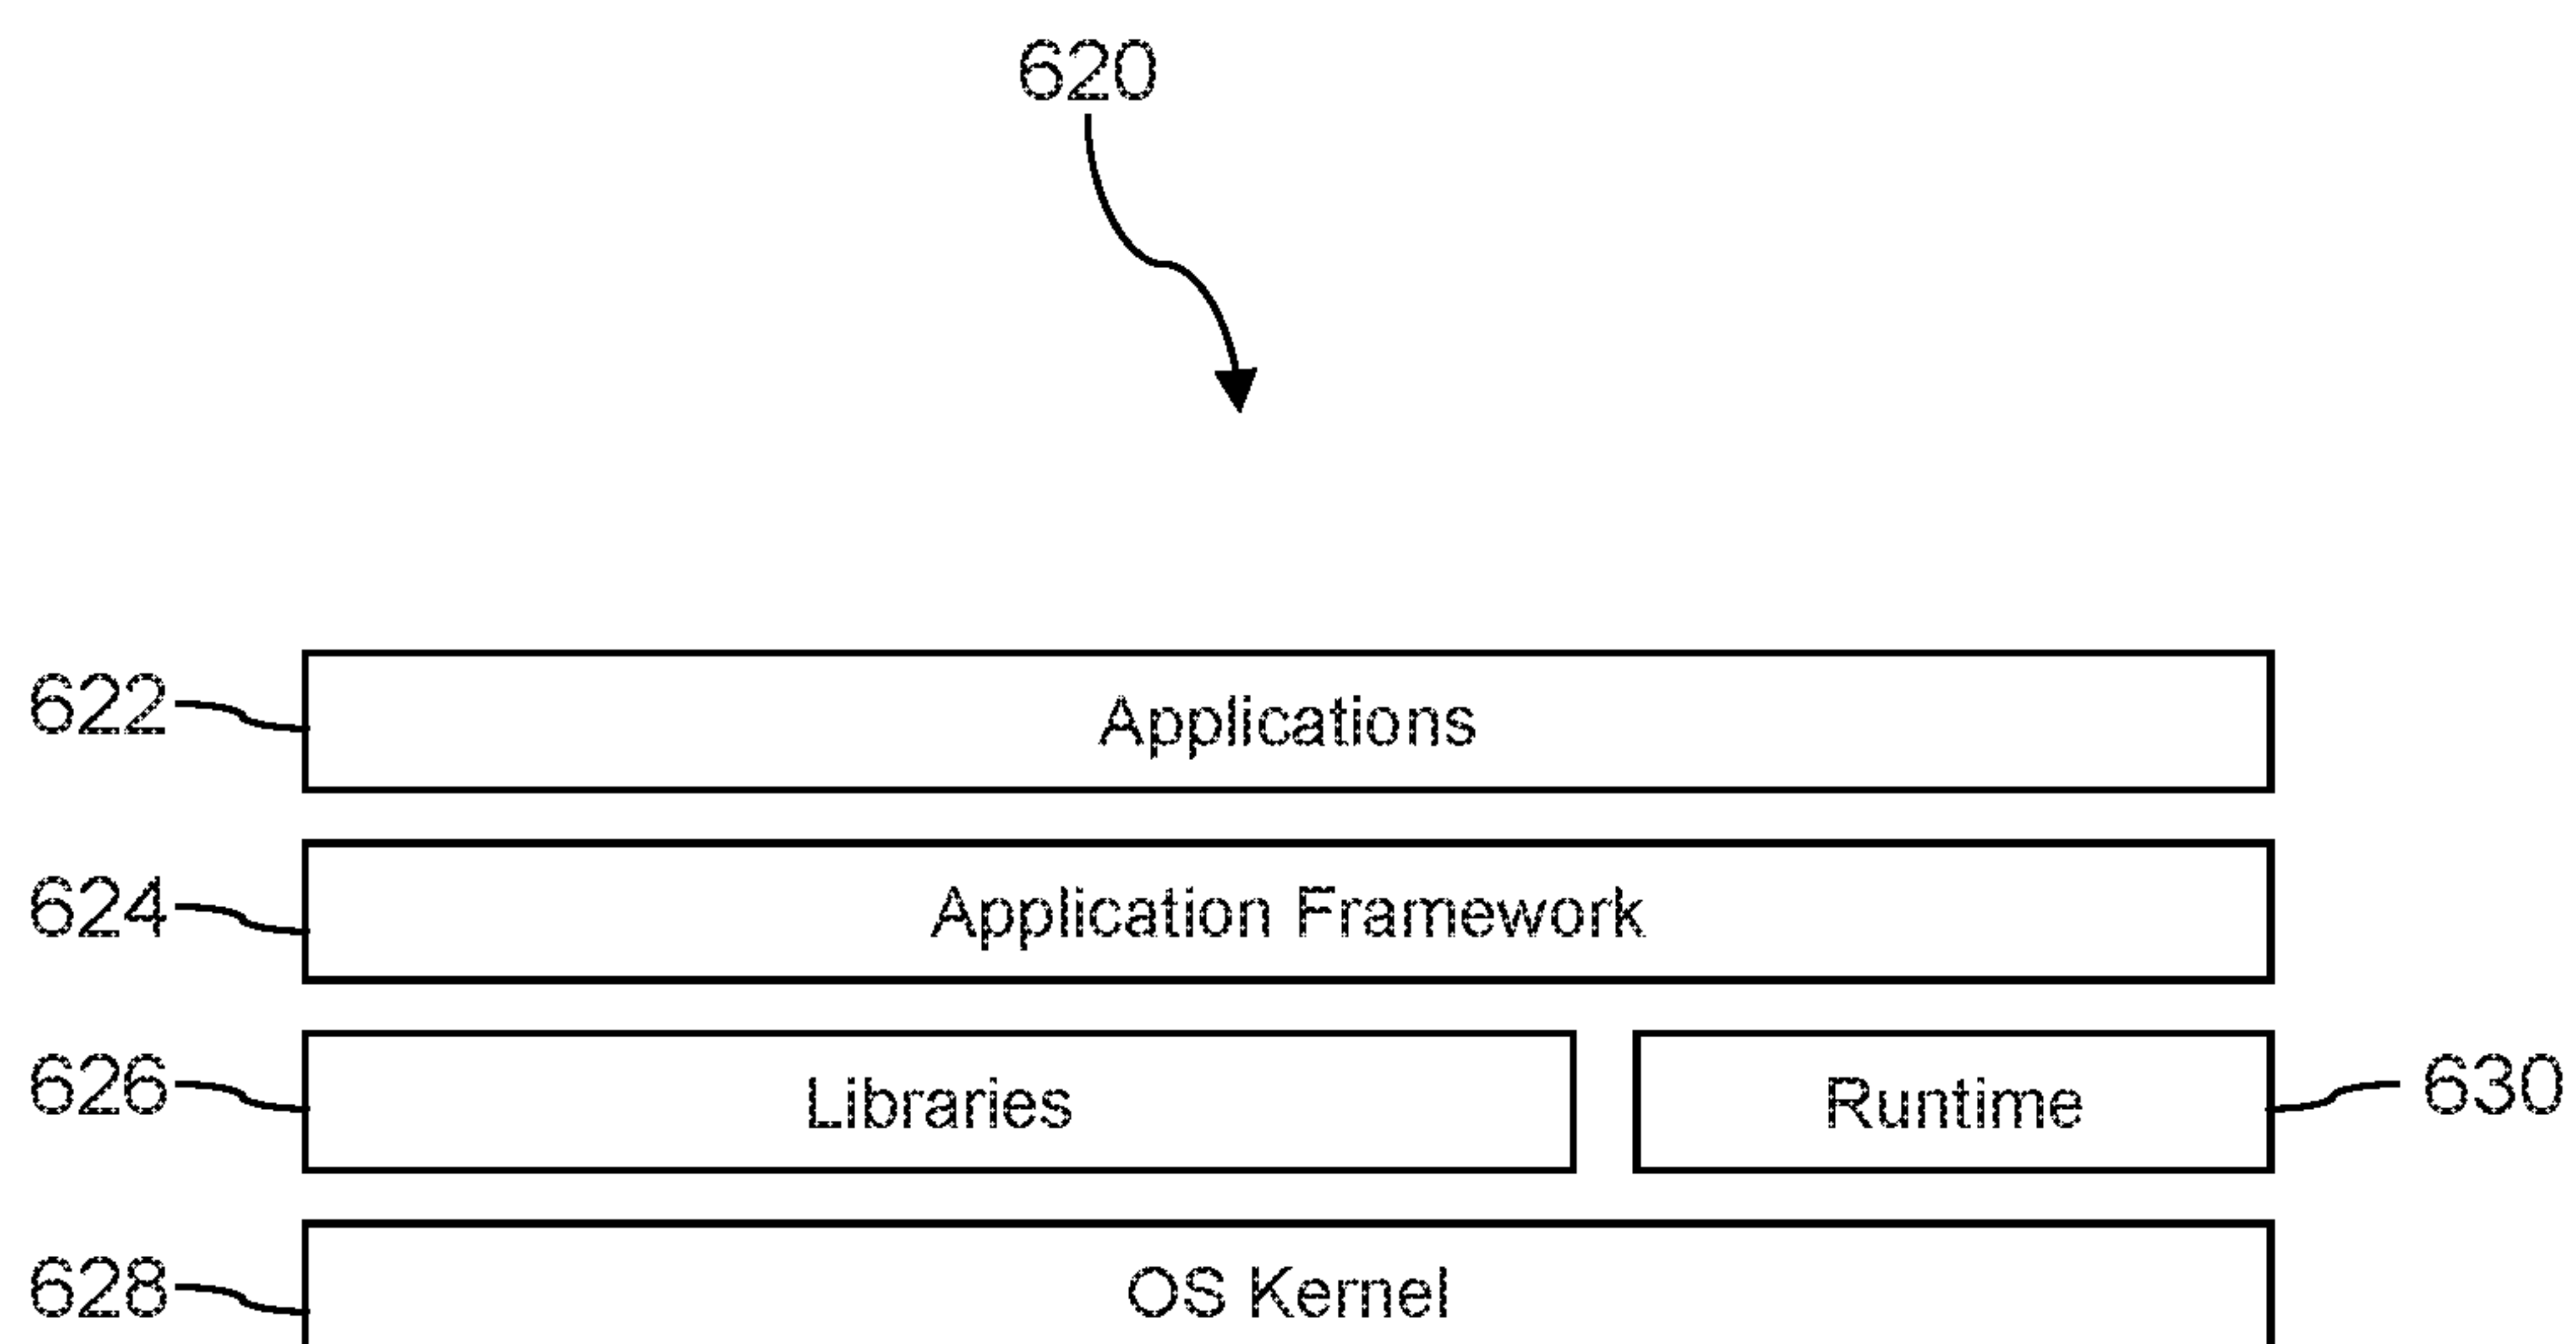 620
622 Applications
624 Application Framework
626 Libraries Runtime 630
628 OS Kernel